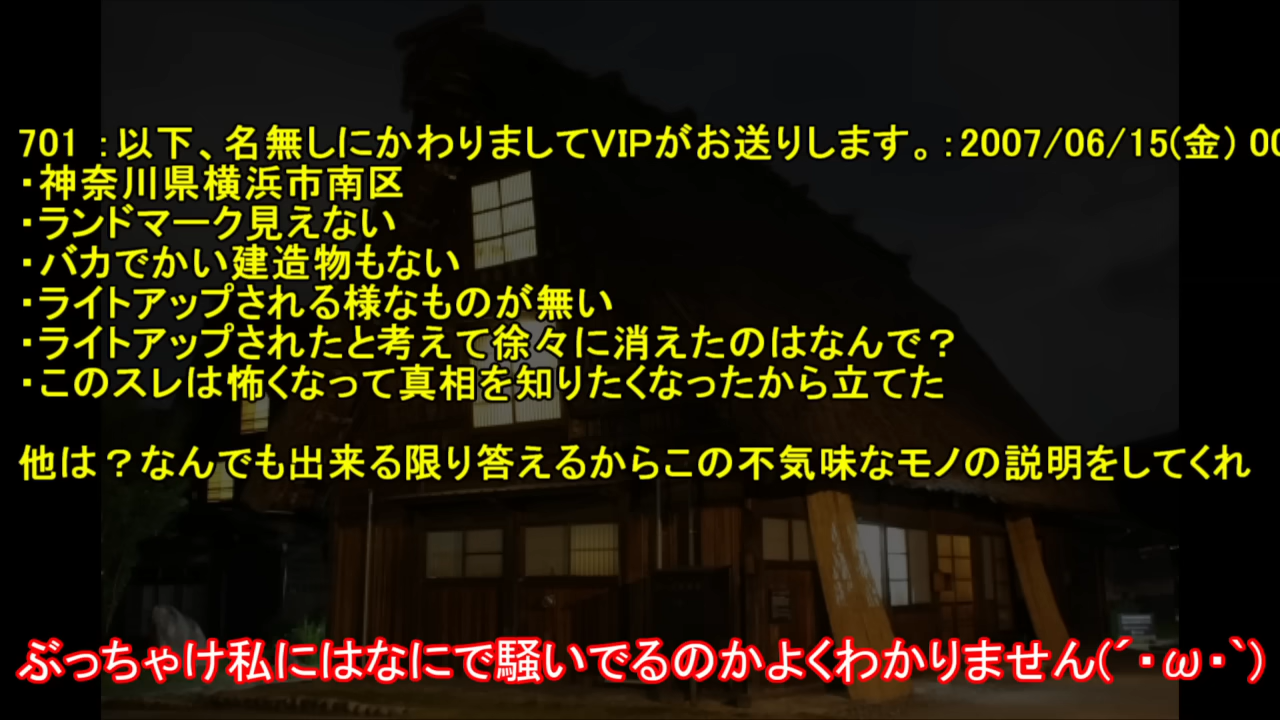 701 ：以下、名無しにかわりましてVIPがお送りします。：2007/06/15(金) 00
・神奈川県横浜市南区
・ランドマーク見えない
・バカでかい建造物もない
・ライトアップされる様なものが無い
・ライトアップされたと考えて徐々に消えたのはなんで？
・このスレは怖くなって真相を知りたくなったから立てた
他は？なんでも出来る限り答えるからこの不気味なモノの説明をしてくれ
ぶっちゃけ私にはなにで騒いでるのかよくわかりません(´・ω・`)